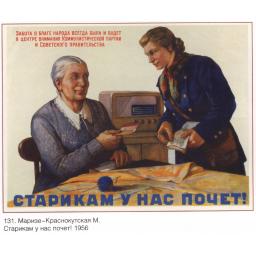 Забота о благе народа всегда была и будет
в центре внимания Коммунистической партии
и Советского правительства
СТАРИКАМ У НАС ПОЧЕТ!
131. Маризе-Краснокутская М.
Старикам у нас почет! 1956